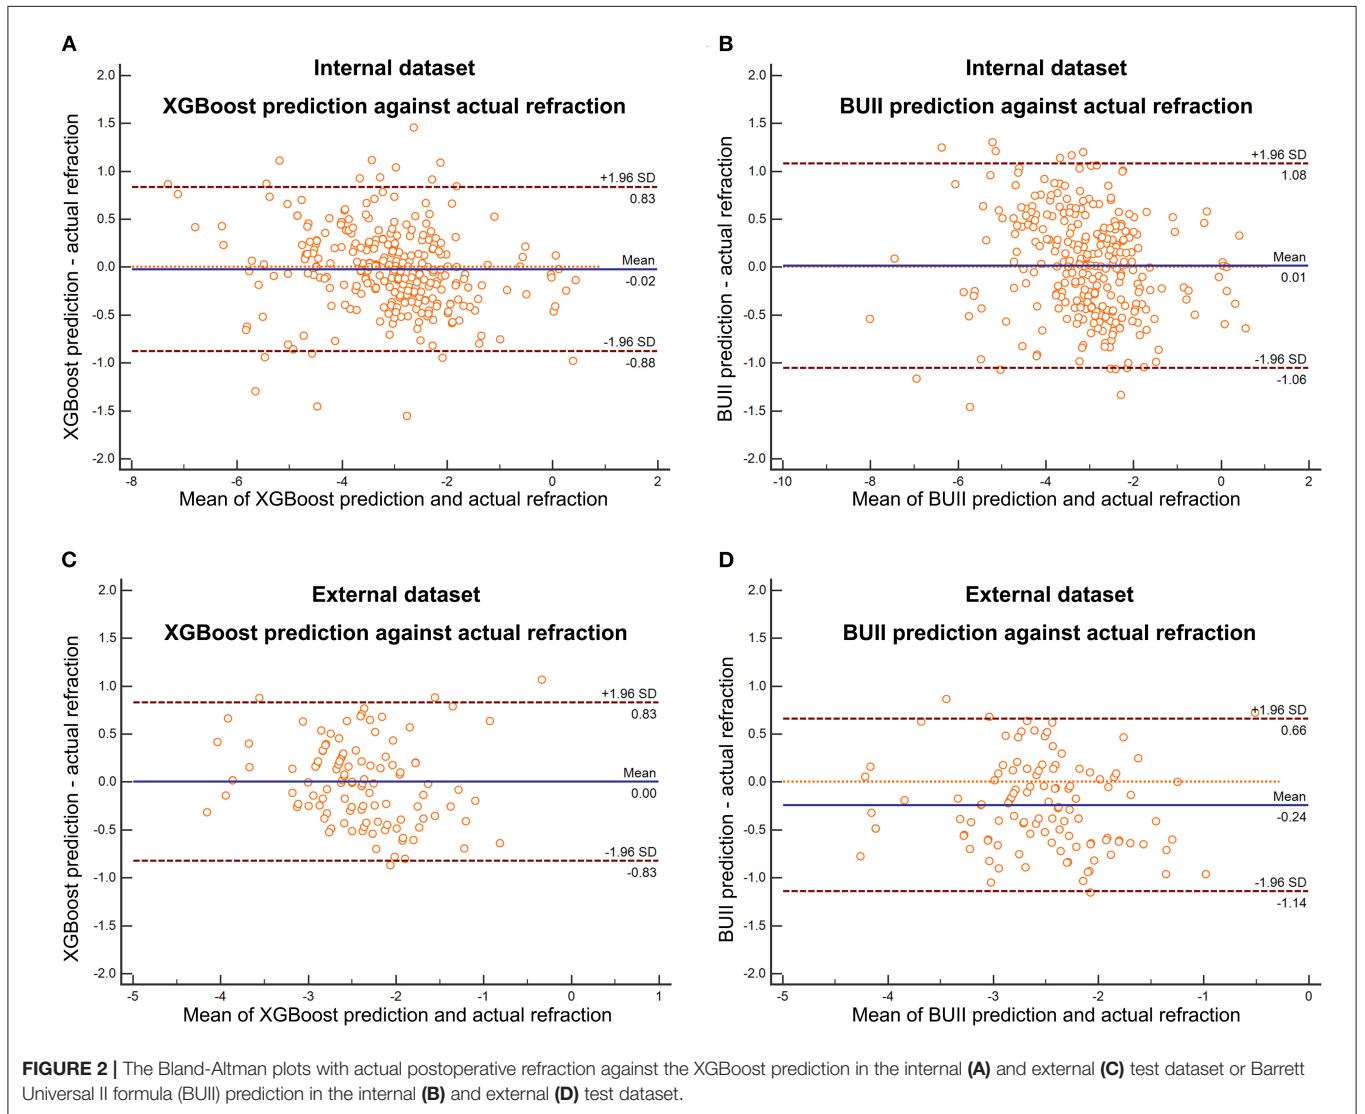 A
Internal dataset
XGBoost prediction against actual refraction
XGBoost prediction - actual refraction
2.0
1.5
1.0
0.5
0.0
-0.5
-1.0
-1.5
-2.0
+1.96 SD
0.83
Mean
-0.02
-1.96 SD
-0.88
-8 -6 -4 -2 0 2
Mean of XGBoost prediction and actual refraction
B
Internal dataset
BUII prediction against actual refraction
BUII prediction - actual refraction
2.0
1.5
1.0
0.5
0.0
-0.5
-1.0
-1.5
-2.0
+1.96 SD
1.08
Mean
0.01
-1.96 SD
-1.06
-10 -8 -6 -4 -2 0 2
Mean of BUII prediction and actual refraction
C
External dataset
XGBoost prediction against actual refraction
XGBoost prediction - actual refraction
2.0
1.5
1.0
0.5
0.0
-0.5
-1.0
-1.5
-2.0
+1.96 SD
0.83
Mean
0.00
-1.96 SD
-0.83
-5 -4 -3 -2 -1 0 1
Mean of XGBoost prediction and actual refraction
D
External dataset
BUII prediction against actual refraction
BUII prediction - actual refraction
2.0
1.5
1.0
0.5
0.0
-0.5
-1.0
-1.5
-2.0
+1.96 SD
0.66
Mean
-0.24
-1.96 SD
-1.14
-5 -4 -3 -2 -1 0
Mean of BUII prediction and actual refraction
FIGURE 2 | The Bland-Altman plots with actual postoperative refraction against the XGBoost prediction in the internal (A) and external (C) test dataset or Barrett
Universal II formula (BUII) prediction in the internal (B) and external (D) test dataset.